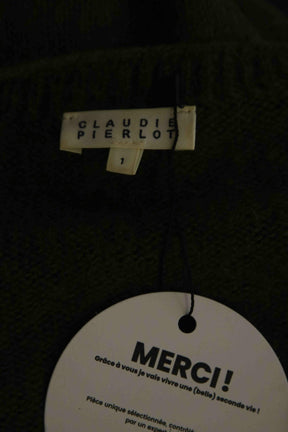 CLAUDIE
PIERLOT
1
MERCI !
Grâce à vous je vais vivre une (belle) seconde vie !
Pièce unique sélectionnée, contrôlé
par un expert